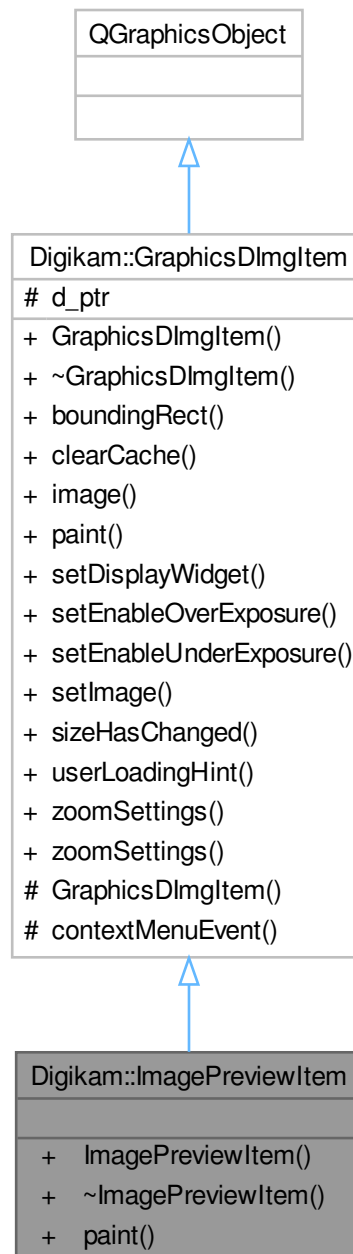 QGraphicsObject
Digikam::GraphicsDImgItem
# d_ptr
+ GraphicsDImgItem()
+ ~GraphicsDImgItem()
+ boundingRect()
+ clearCache()
+ image()
+ paint()
+ setDisplayWidget()
+ setEnableOverExposure()
+ setEnableUnderExposure()
+ setImage()
+ sizeHasChanged()
+ userLoadingHint()
+ zoomSettings()
+ zoomSettings()
# GraphicsDImgItem()
# contextMenuEvent()
Digikam::ImagePreviewItem
+ ImagePreviewItem()
+ ~ImagePreviewItem()
+ paint()